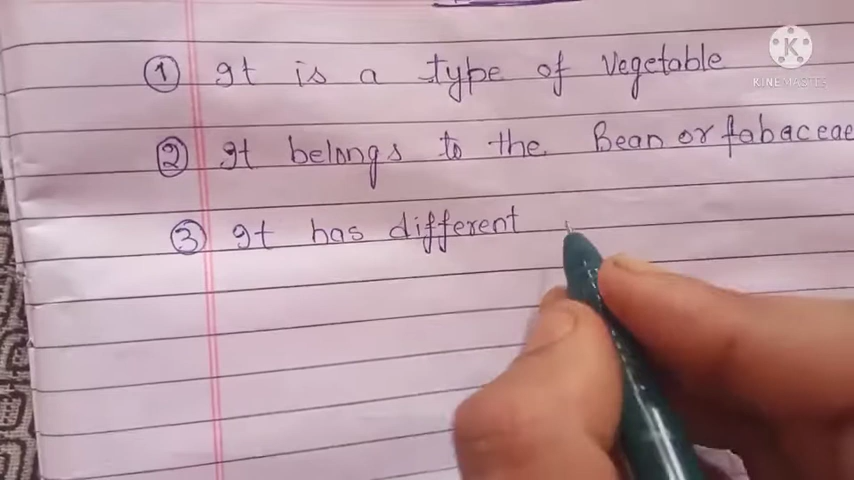 KINEMASTER
① It is a type of vegetable
② It belongs to the Bean or fabaceae
③ It has different